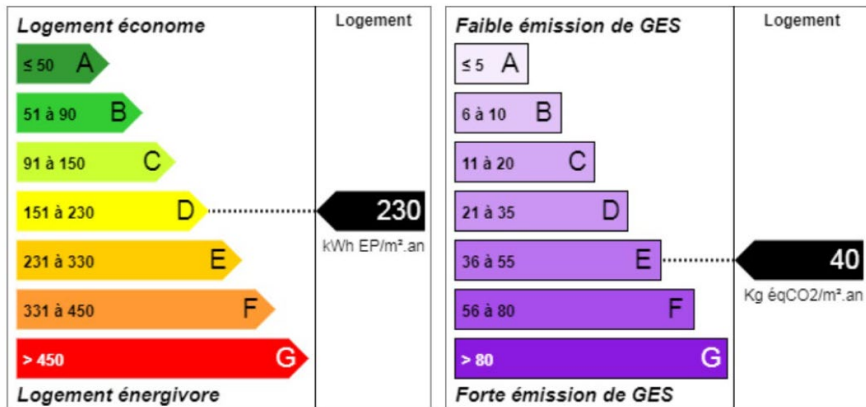 Logement économe
Logement
≤ 50 A
51 à 90 B
91 à 150 C
151 à 230 D
230
kWh EP/m².an
231 à 330 E
331 à 450 F
> 450 G
Logement énergivore
Faible émission de GES
Logement
≤ 5 A
6 à 10 B
11 à 20 C
21 à 35 D
36 à 55 E
40
Kg éqCO2/m².an
56 à 80 F
> 80 G
Forte émission de GES